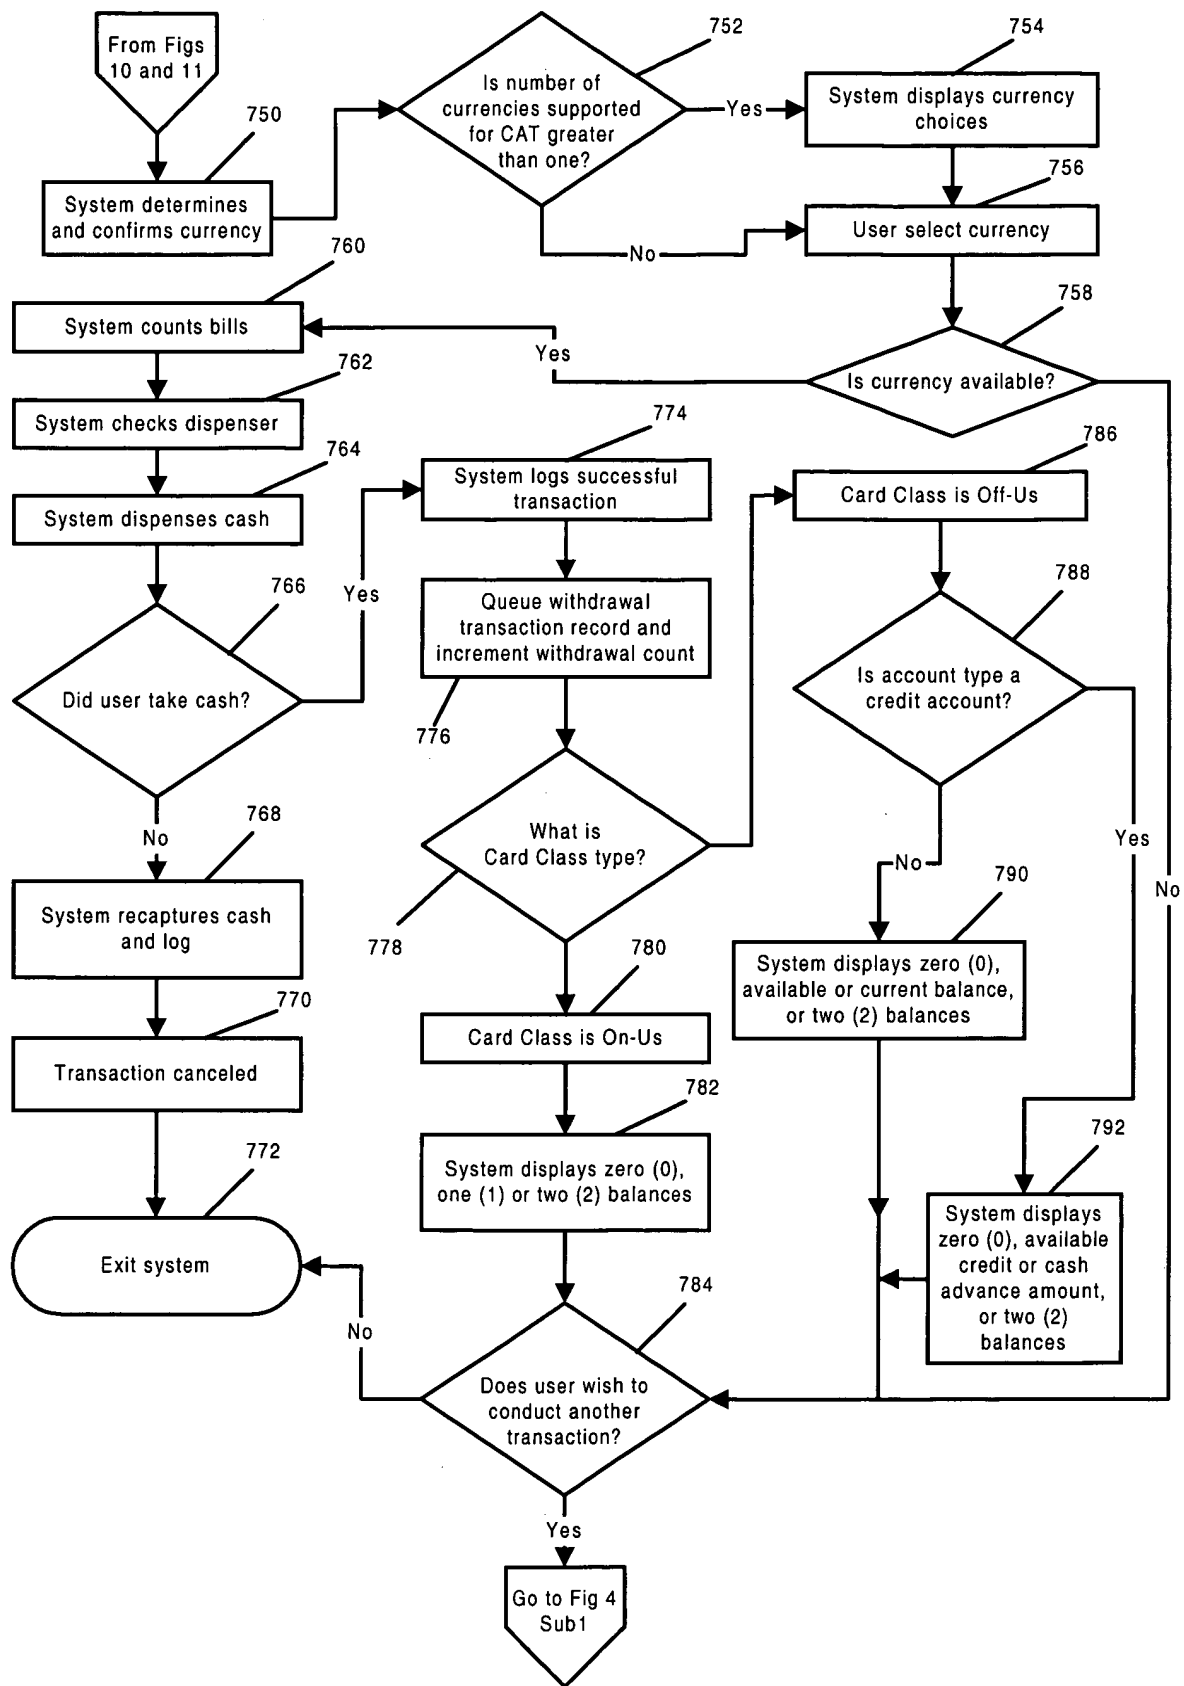 From Figs
10 and 11
750
System determines
and confirms currency
752
Is number of
currencies supported
for CAT greater
than one?
Yes
No
754
System displays currency
choices
756
User select currency
758
Is currency available?
Yes
No
760
System counts bills
762
System checks dispenser
764
System dispenses cash
766
Did user take cash?
Yes
No
768
System recaptures cash
and log
770
Transaction canceled
772
Exit system
774
System logs successful
transaction
Queue withdrawal
transaction record and
increment withdrawal count
776
What is
Card Class type?
778
780
Card Class is On-Us
782
System displays zero (0),
one (1) or two (2) balances
784
Does user wish to
conduct another
transaction?
No
Yes
Go to Fig 4
Sub1
786
Card Class is Off-Us
788
Is account type a
credit account?
No
Yes
790
System displays zero (0),
available or current balance,
or two (2) balances
792
System displays
zero (0), available
credit or cash
advance amount,
or two (2)
balances